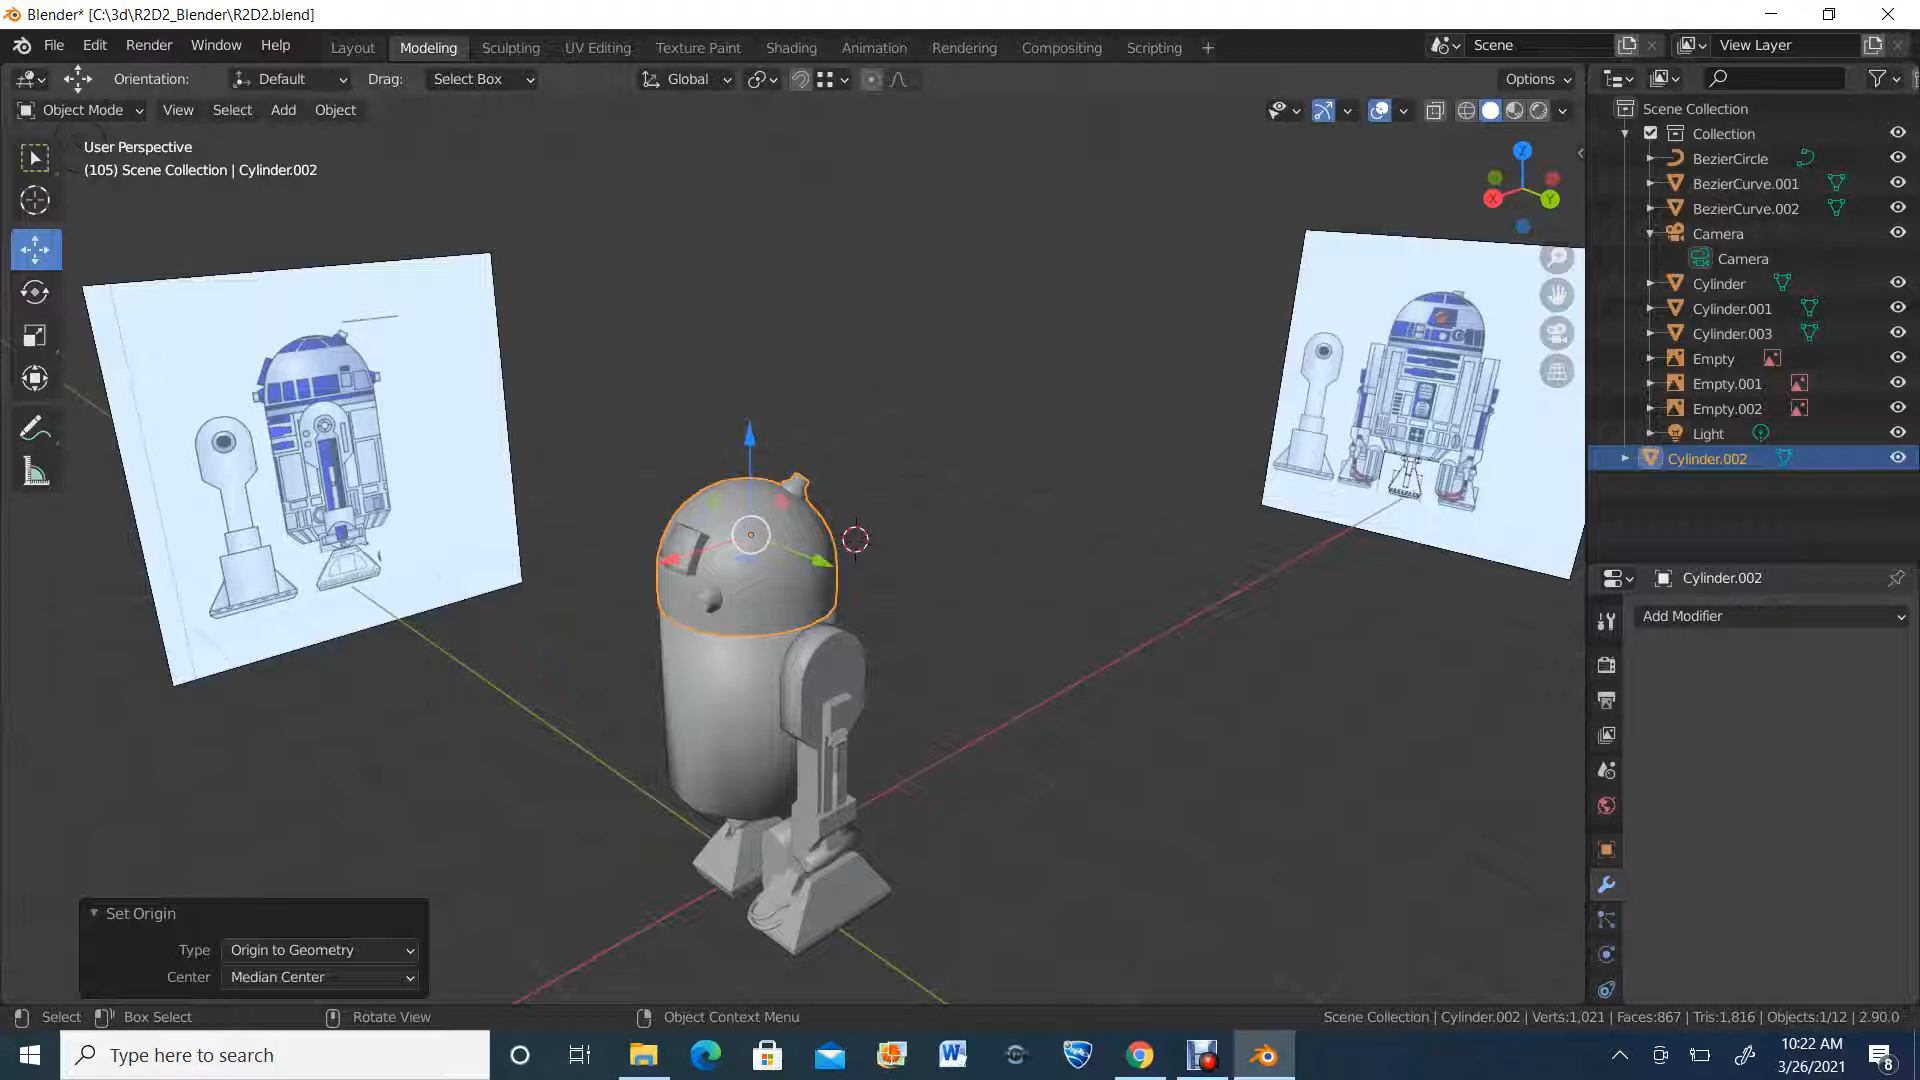 Blender* [C:\3d\R2D2_Blender\R2D2.blend]
File Edit Render Window Help Layout Modeling Sculpting UV Editing Texture Paint Shading Animation Rendering Compositing Scripting + Scene View Layer
Orientation: Default Drag: Select Box Global Options
Object Mode View Select Add Object
User Perspective
(105) Scene Collection | Cylinder.002
Z
X
Y
Scene Collection
Collection
BezierCircle
BezierCurve.001
BezierCurve.002
Camera
Camera
Cylinder
Cylinder.001
Cylinder.003
Empty
Empty.001
Empty.002
Light
Cylinder.002
Cylinder.002
Add Modifier
Set Origin
Type Origin to Geometry
Center Median Center
Select Box Select Rotate View Object Context Menu
Scene Collection | Cylinder.002 | Verts:1,021 | Faces:867 | Tris:1,816 | Objects:1/12 | 2.90.0
Type here to search
10:22 AM
3/26/2021
8